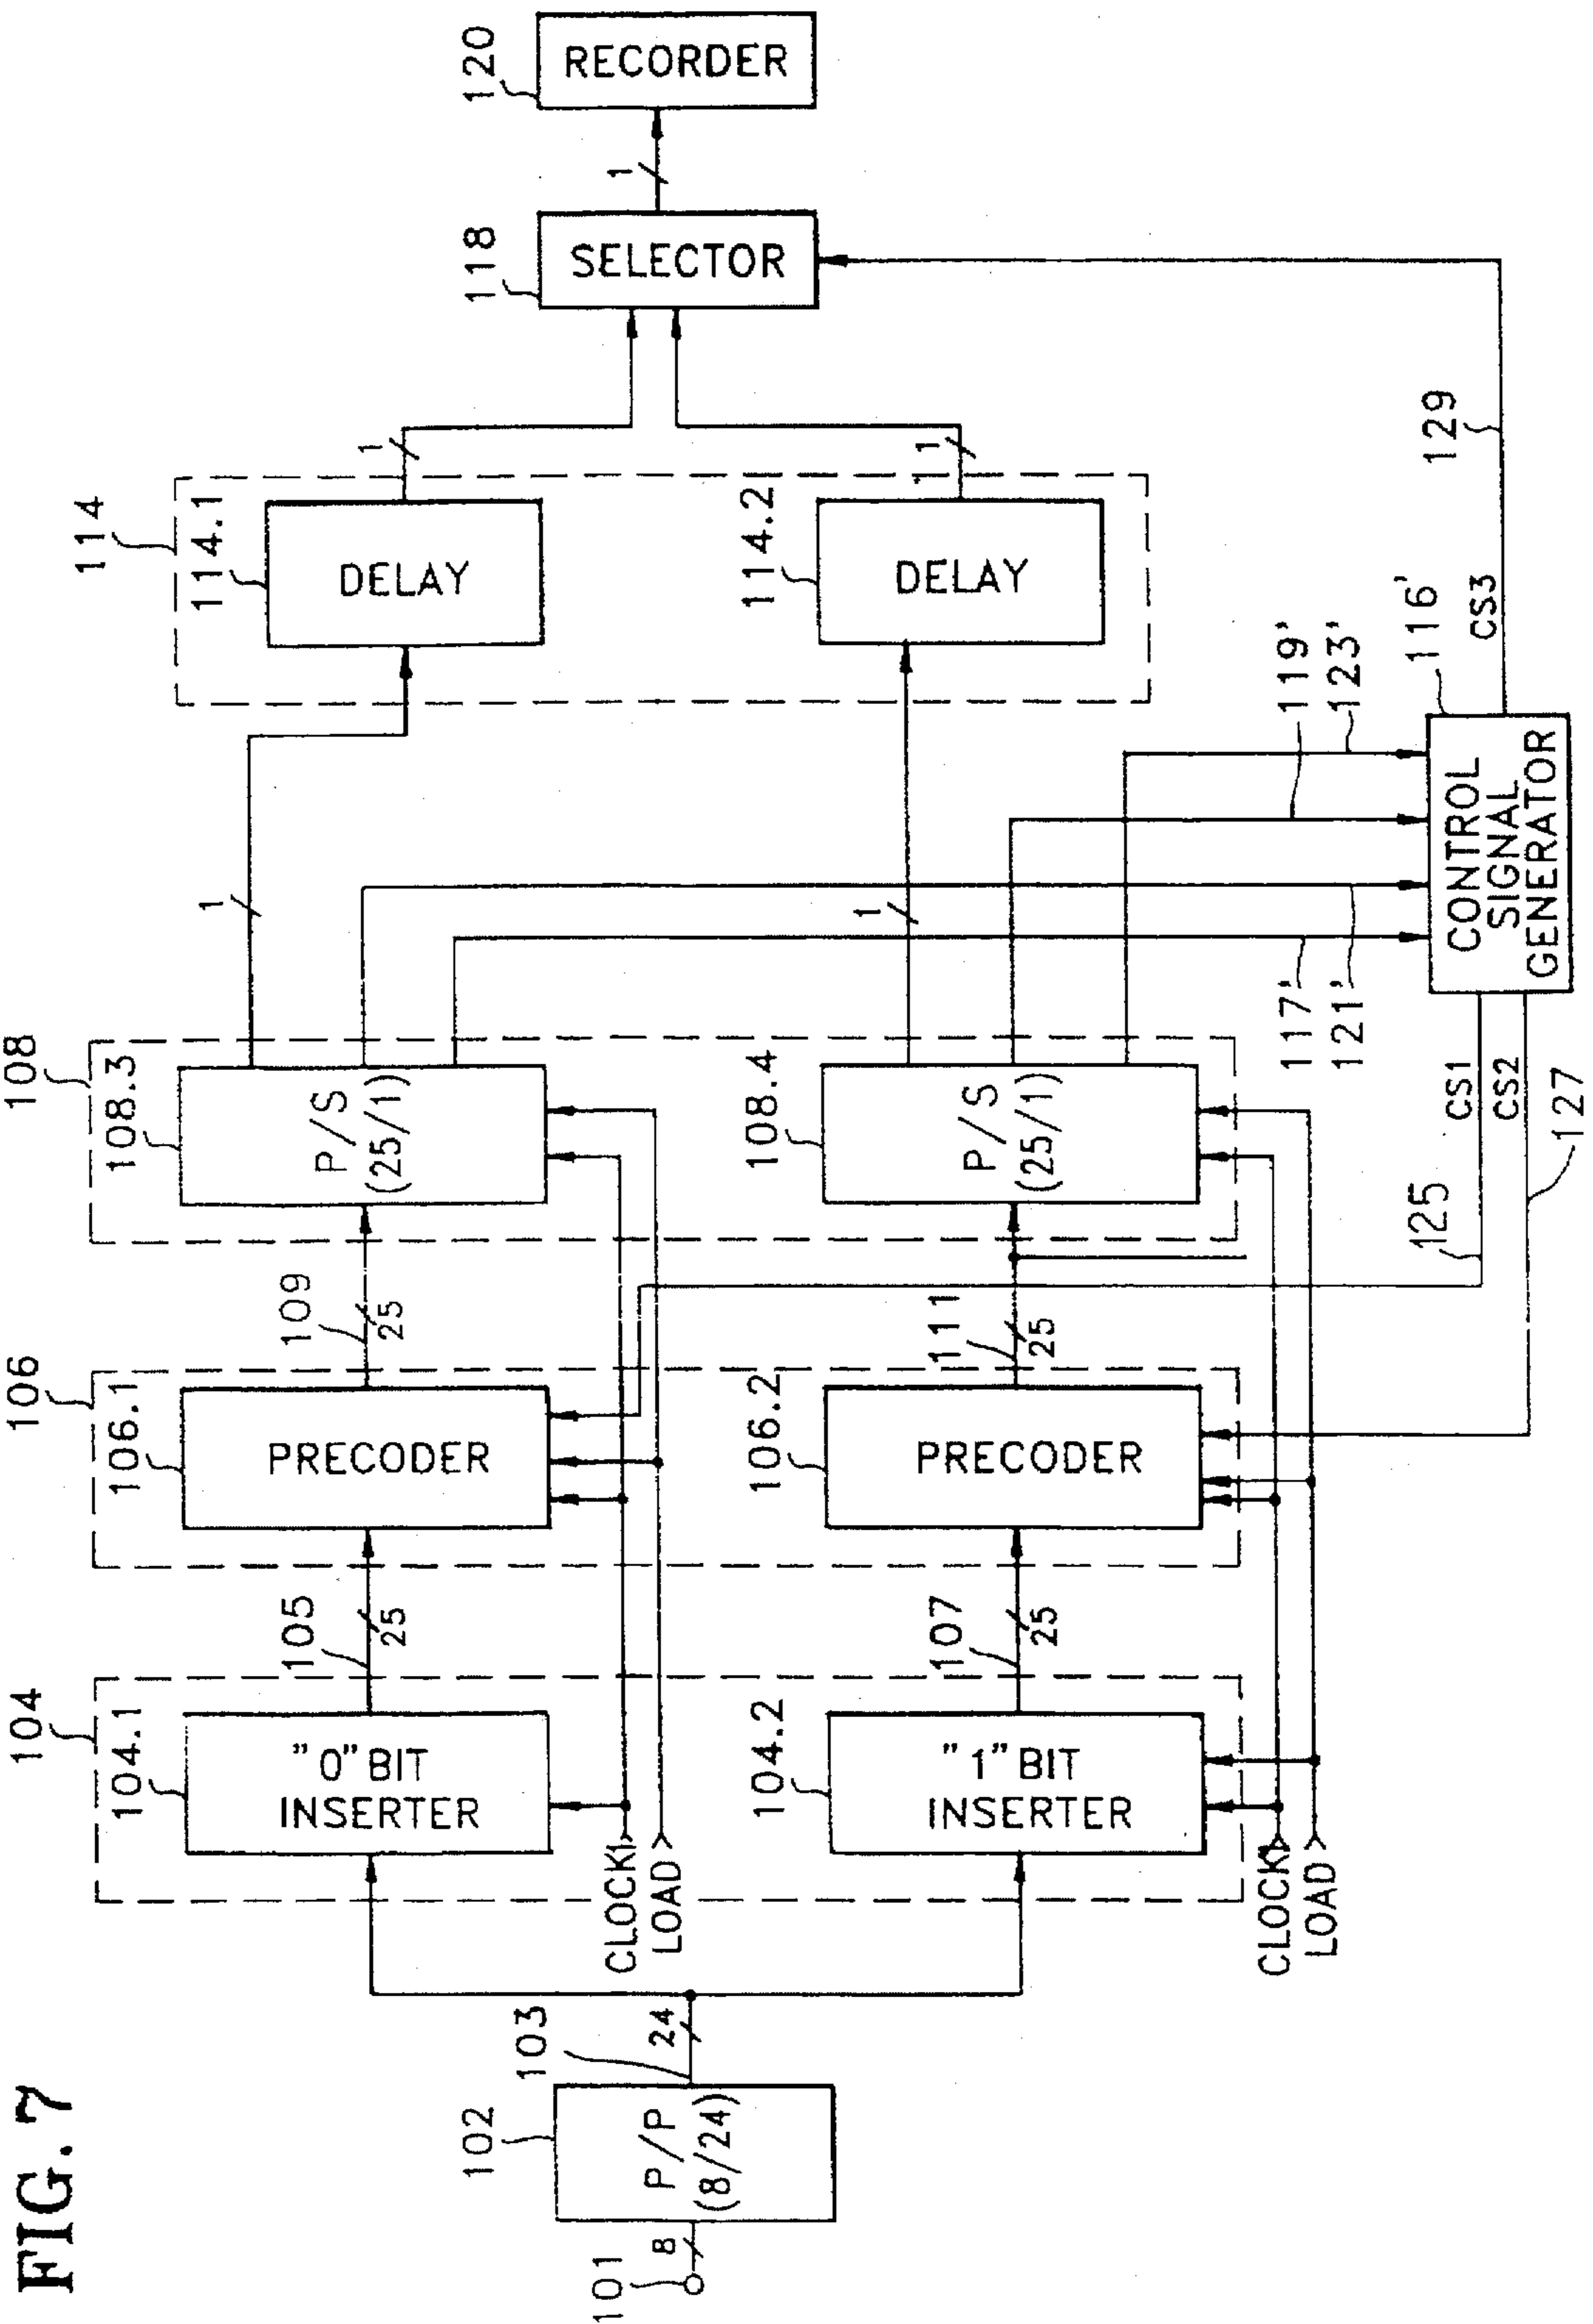 FIG. 7
101
8
102
P/P
(8/24)
103
24
104
104.1
"0" BIT
INSERTER
CLOCK
LOAD
104.2
"1" BIT
INSERTER
CLOCK
LOAD
105
25
107
25
106
106.1
PRECODER
106.2
PRECODER
109
25
111
25
125
127
CS1
CS2
108
108.3
P/S
(25/1)
108.4
P/S
(25/1)
1
1
117'
121'
119'
123'
CONTROL
SIGNAL
GENERATOR
116'
CS3
129
114
114.1
DELAY
114.2
DELAY
1
1
118
SELECTOR
1
120
RECORDER